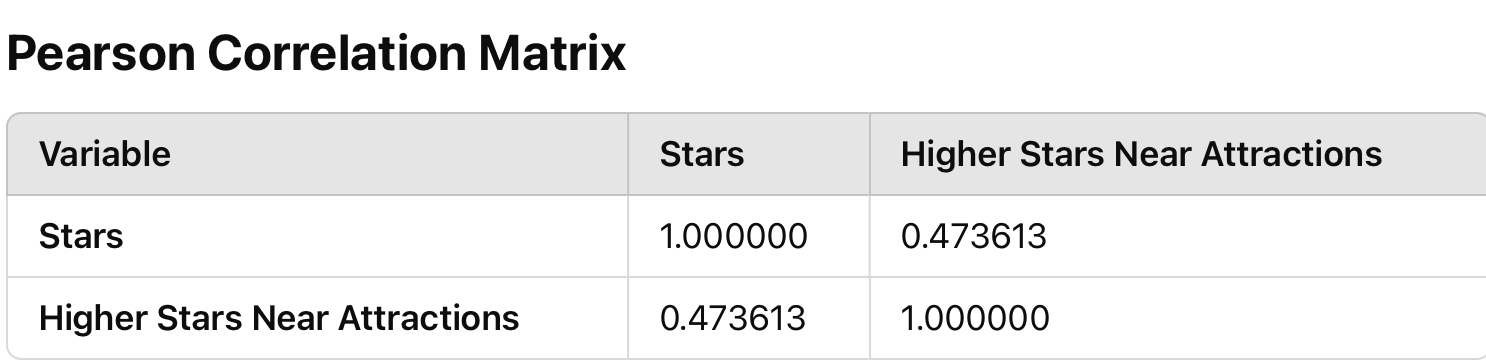 Pearson Correlation Matrix
Variable Stars Higher Stars Near Attractions
Stars 1.000000 0.473613
Higher Stars Near Attractions 0.473613 1.000000